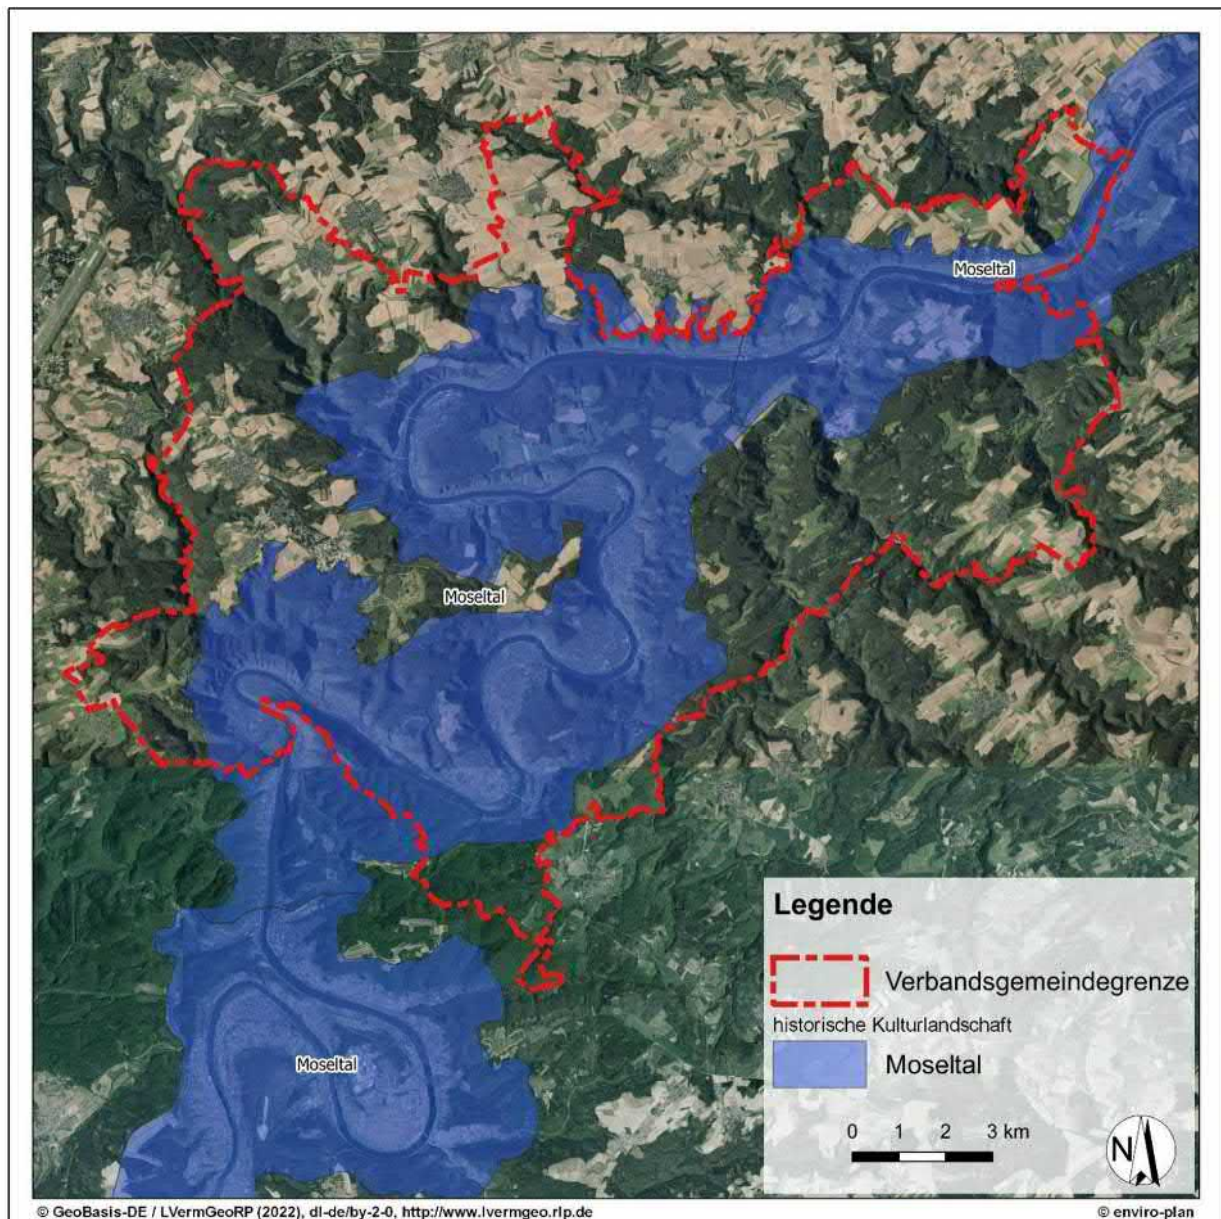 Moseltal
Moseltal
Moseltal
Legende
Verbandsgemeindegrenze
historische Kulturlandschaft
Moseltal
0 1 2 3 km
N
© GeoBasis-DE / LVermGeoRP (2022), dl-de/by-2-0, http://www.lvermgeo.rlp.de
© enviro-plan